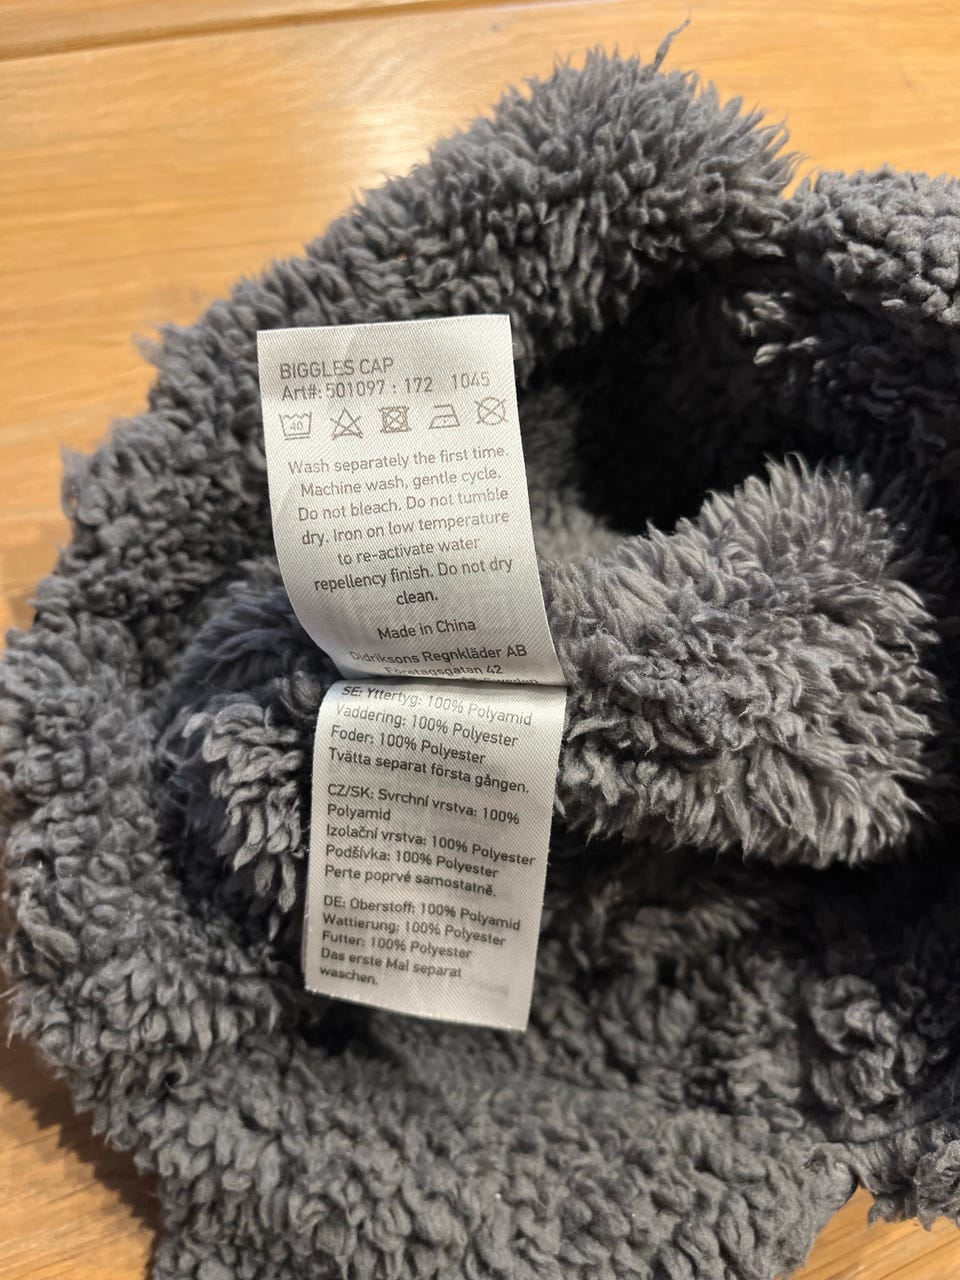 BIGGLES CAP
Art#: 501097 : 172 1045
40
Wash separately the first time.
Machine wash, gentle cycle.
Do not bleach. Do not tumble
dry. Iron on low temperature
to re-activate water
repellency finish. Do not dry
clean.
Made in China
Didriksons Regnkläder AB
Företagsgatan 42
SE: Yttertyg: 100% Polyamid
Vaddering: 100% Polyester
Foder: 100% Polyester
Tvätta separat första gången.
CZ/SK: Svrchní vrstva: 100%
Polyamid
Izolační vrstva: 100% Polyester
Podšívka: 100% Polyester
Perte poprvé samostatně.
DE: Oberstoff: 100% Polyamid
Wattierung: 100% Polyester
Futter: 100% Polyester
Das erste Mal separat
waschen.